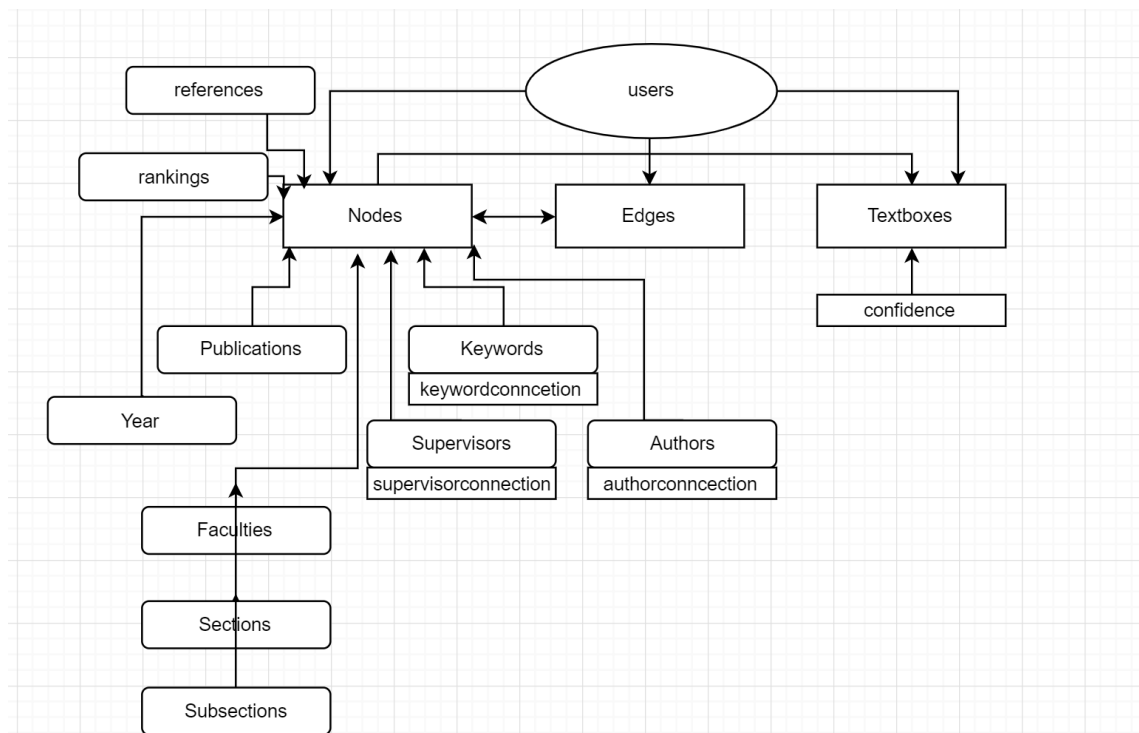 references
users
rankings
Nodes
Edges
Textboxes
confidence
Publications
Keywords
keywordconncetion
Year
Supervisors
supervisorconnection
Authors
authorconncection
Faculties
Sections
Subsections